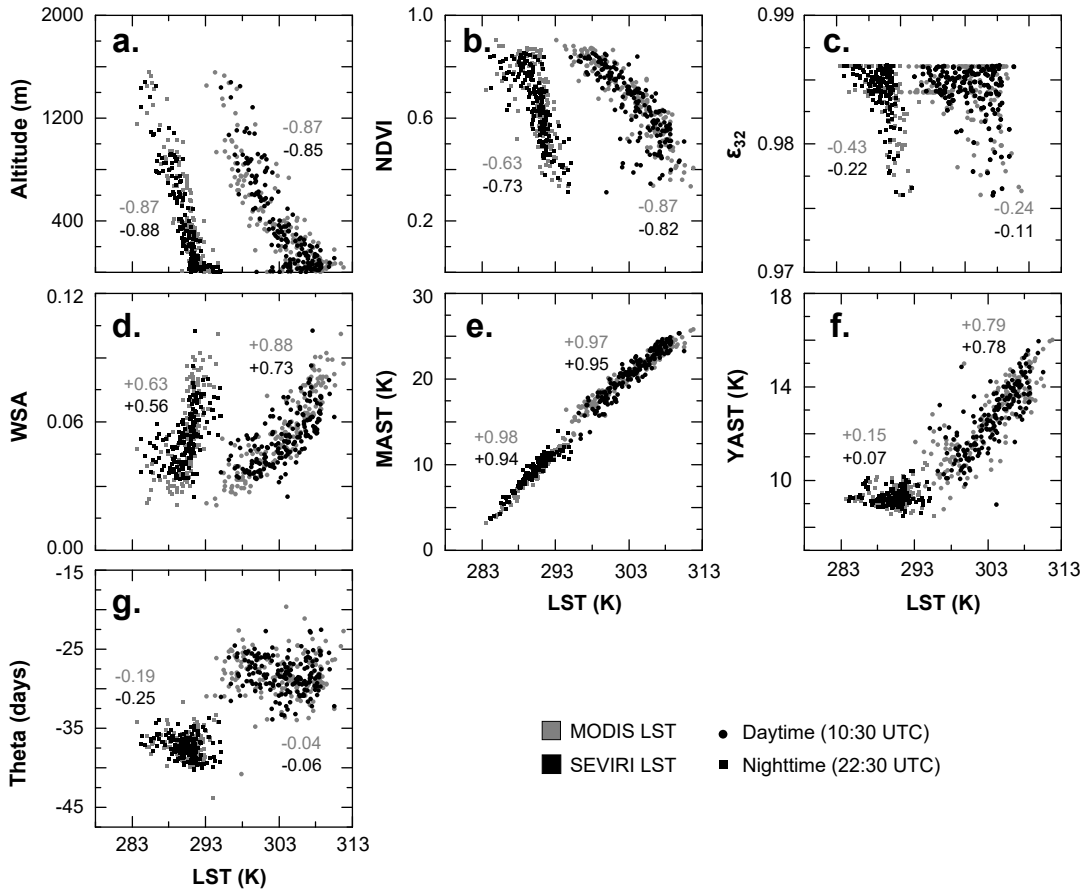 a.
2000
1600
1200
800
400
Altitude (m)
-0.87
-0.85
-0.87
-0.88
b.
1.0
0.6
0.2
NDVI
-0.63
-0.73
-0.87
-0.82
c.
0.99
0.98
0.97
ε32
-0.43
-0.22
-0.24
-0.11
d.
0.12
0.06
0.00
WSA
+0.88
+0.73
+0.63
+0.56
e.
30
25
20
15
10
5
0
MAST (K)
+0.97
+0.95
+0.98
+0.94
283 293 303 313
LST (K)
f.
18
14
10
YAST (K)
+0.79
+0.78
+0.15
+0.07
283 293 303 313
LST (K)
g.
-15
-25
-35
-45
Theta (days)
-0.19
-0.25
-0.04
-0.06
283 293 303 313
LST (K)
MODIS LST
SEVIRI LST
Daytime (10:30 UTC)
Nighttime (22:30 UTC)